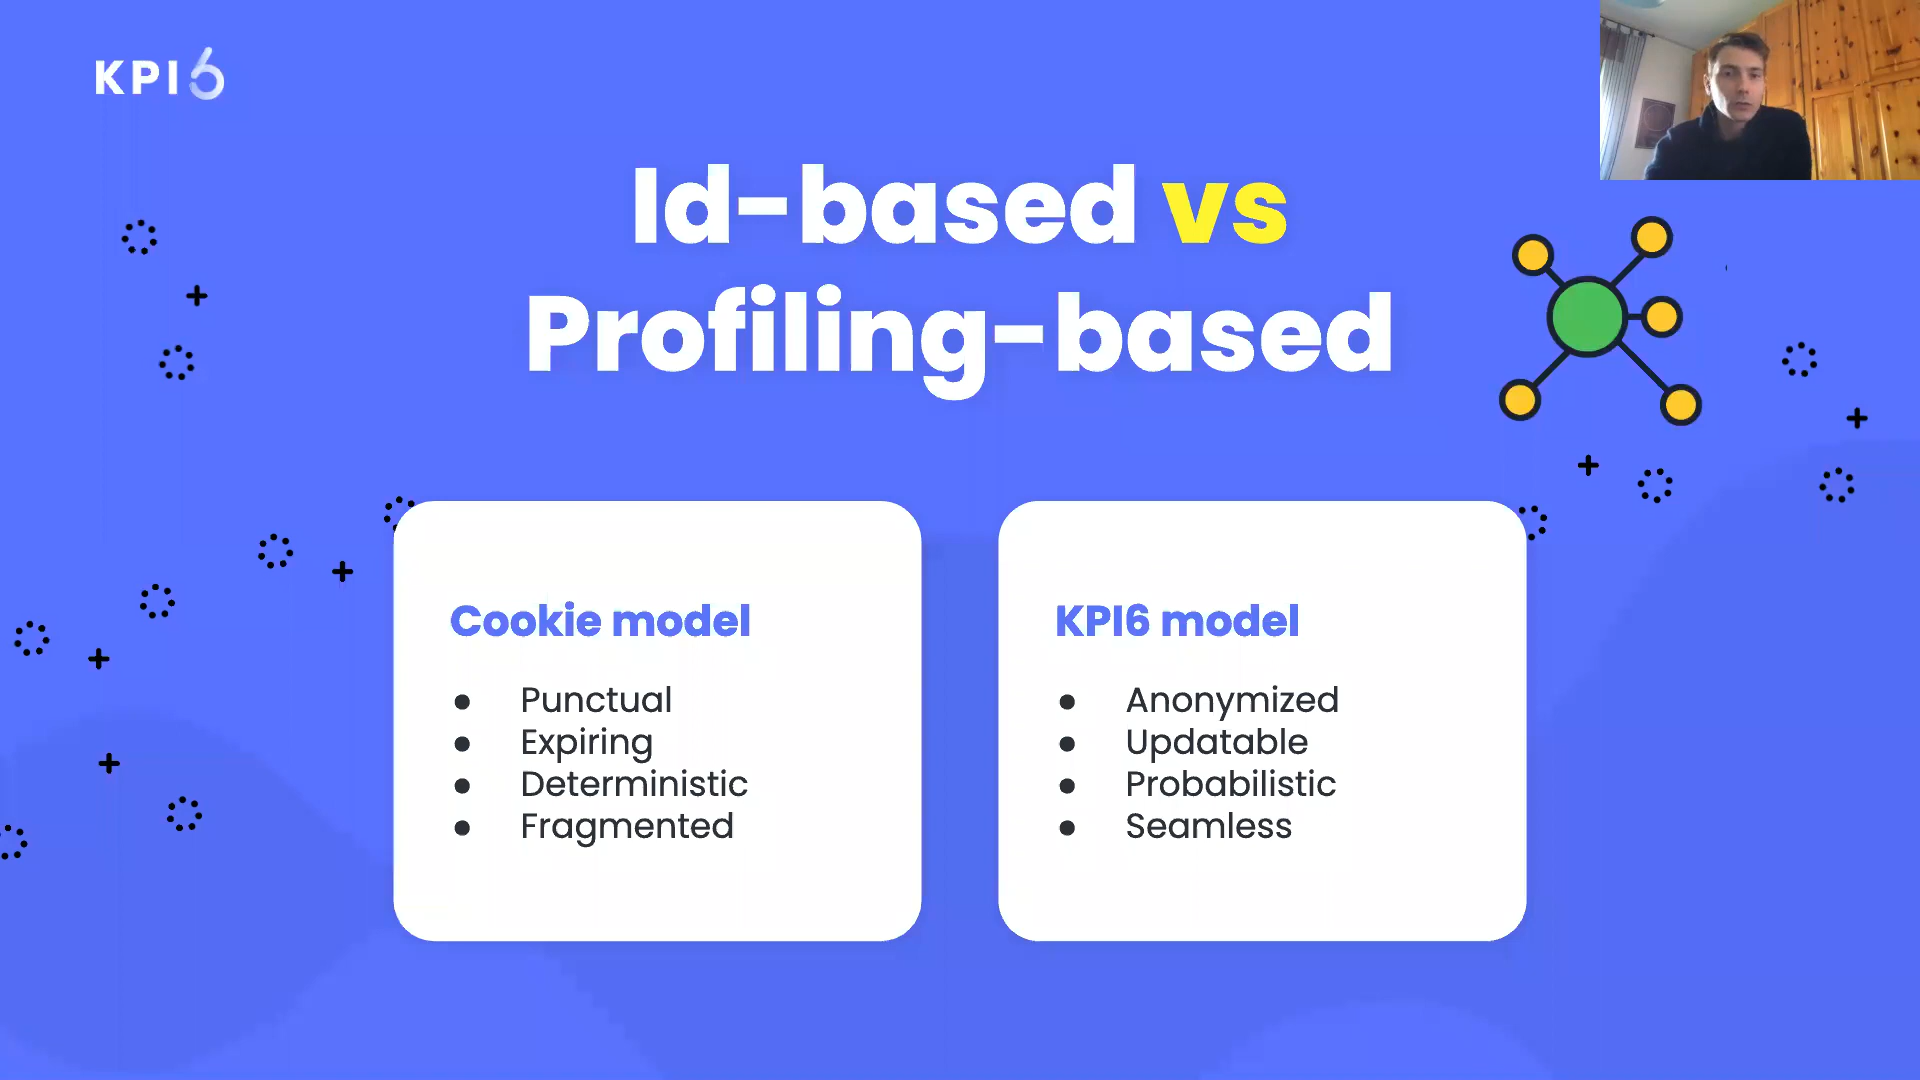 KPI6
Id-based vs
Profiling-based
Cookie model
● Punctual
● Expiring
● Deterministic
● Fragmented
KPI6 model
● Anonymized
● Updatable
● Probabilistic
● Seamless